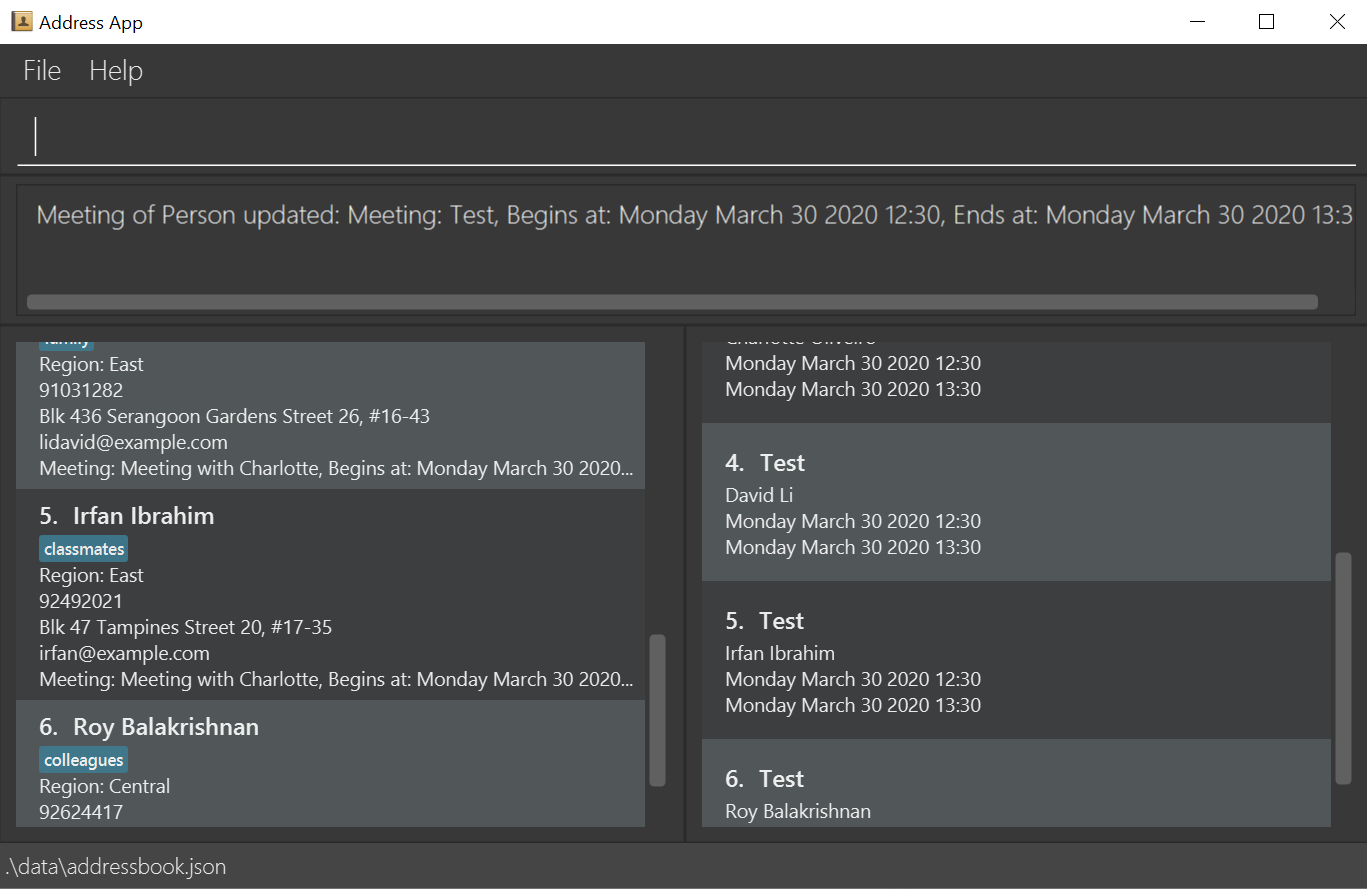 Address App
File Help
Meeting of Person updated: Meeting: Test, Begins at: Monday March 30 2020 12:30, Ends at: Monday March 30 2020 13:3
family
Region: East
91031282
Blk 436 Serangoon Gardens Street 26, #16-43
lidavid@example.com
Meeting: Meeting with Charlotte, Begins at: Monday March 30 2020...
5. Irfan Ibrahim
classmates
Region: East
92492021
Blk 47 Tampines Street 20, #17-35
irfan@example.com
Meeting: Meeting with Charlotte, Begins at: Monday March 30 2020...
6. Roy Balakrishnan
colleagues
Region: Central
92624417
Charlotte Oliveiro
Monday March 30 2020 12:30
Monday March 30 2020 13:30
4. Test
David Li
Monday March 30 2020 12:30
Monday March 30 2020 13:30
5. Test
Irfan Ibrahim
Monday March 30 2020 12:30
Monday March 30 2020 13:30
6. Test
Roy Balakrishnan
.\data\addressbook.json